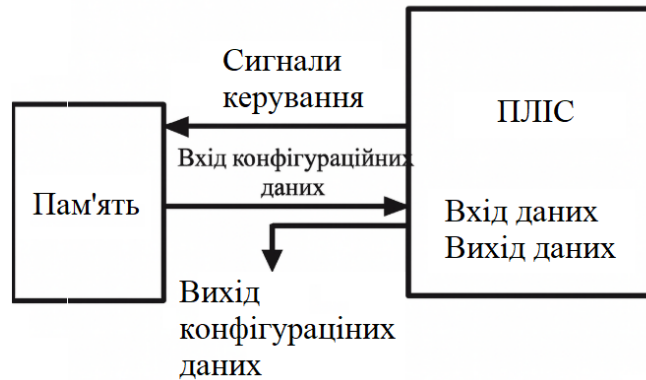 Сигнали
керування
ПЛІС
Вхід конфігураційних
даних
Пам'ять
Вхід даних
Вихід даних
Вихід
конфігураціних
даних